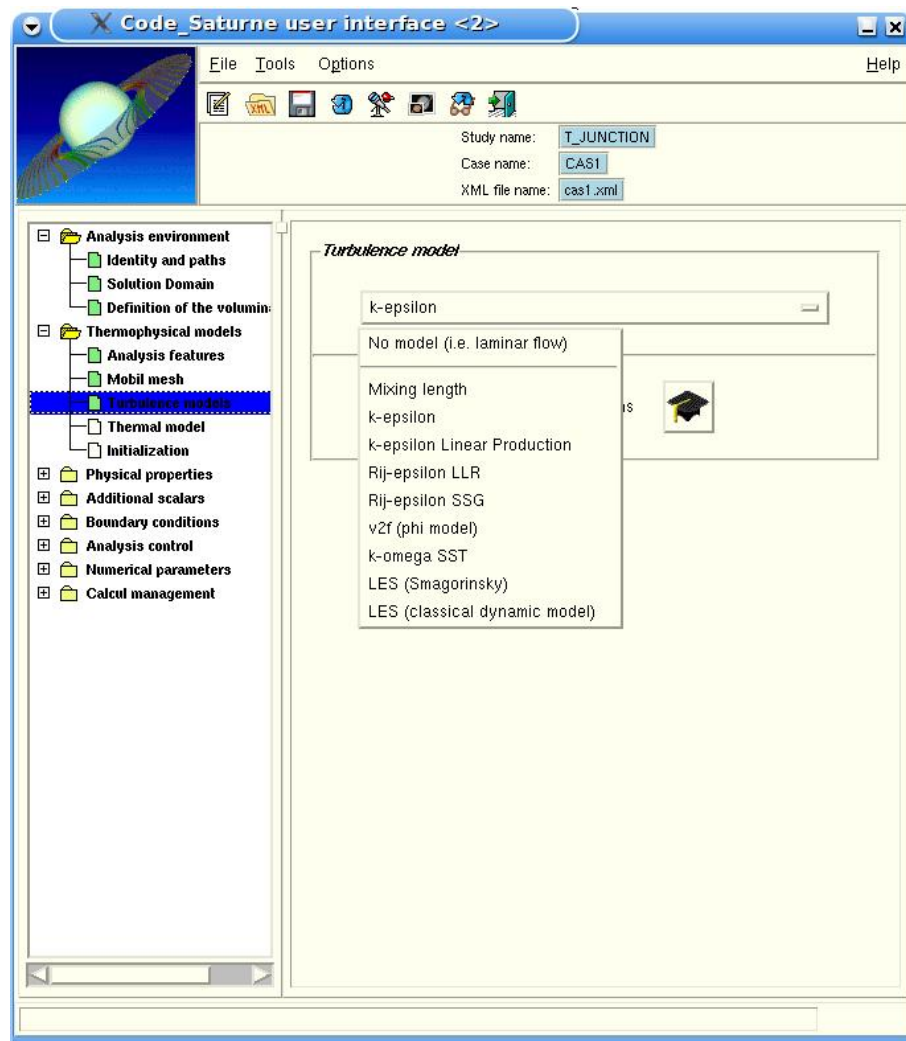 Code_Saturne user interface <2>
File Tools Options Help
XML
Study name: T_JUNCTION
Case name: CAS1
XML file name: cas1.xml
Analysis environment
Identity and paths
Solution Domain
Definition of the volumin
Thermophysical models
Analysis features
Mobil mesh
Turbulence models
Thermal model
Initialization
Physical properties
Additional scalars
Boundary conditions
Analysis control
Numerical parameters
Calcul management
Turbulence model
k-epsilon
No model (i.e. laminar flow)
Mixing length
k-epsilon
k-epsilon Linear Production
Rij-epsilon LLR
Rij-epsilon SSG
v2f (phi model)
k-omega SST
LES (Smagorinsky)
LES (classical dynamic model)